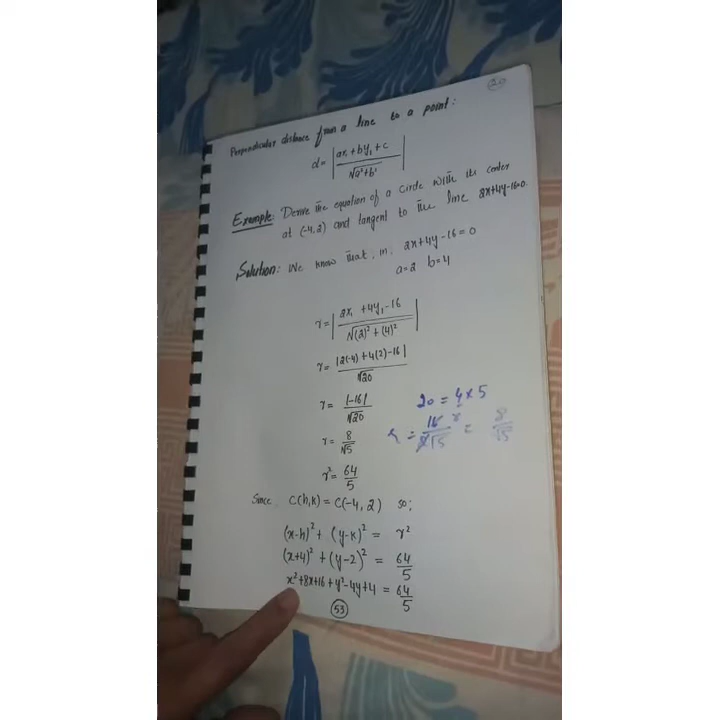 20
Perpendicular distance from a line to a point:
d = |ax₁ + by₁ + c / √a² + b²|
Example: Derive the equation of a circle with its center
at (-4, 2) and tangent to the line 2x+4y-16=0.
Solution: We know that, in, 2x+4y-16=0
a=2 b=4
r = |2x₁ + 4y₁ - 16 / √(2)² + (4)²|
r = |2(-4) + 4(2) - 16| / √20
r = |-16| / √20
20 = 4 x 5
r = 8 / √5
r = 16 / 2√5 = 8 / √5
r² = 64 / 5
Since C(h,k) = C(-4, 2) so;
(x-h)² + (y-k)² = r²
(x+4)² + (y-2)² = 64 / 5
x² + 8x + 16 + y² - 4y + 4 = 64 / 5
53